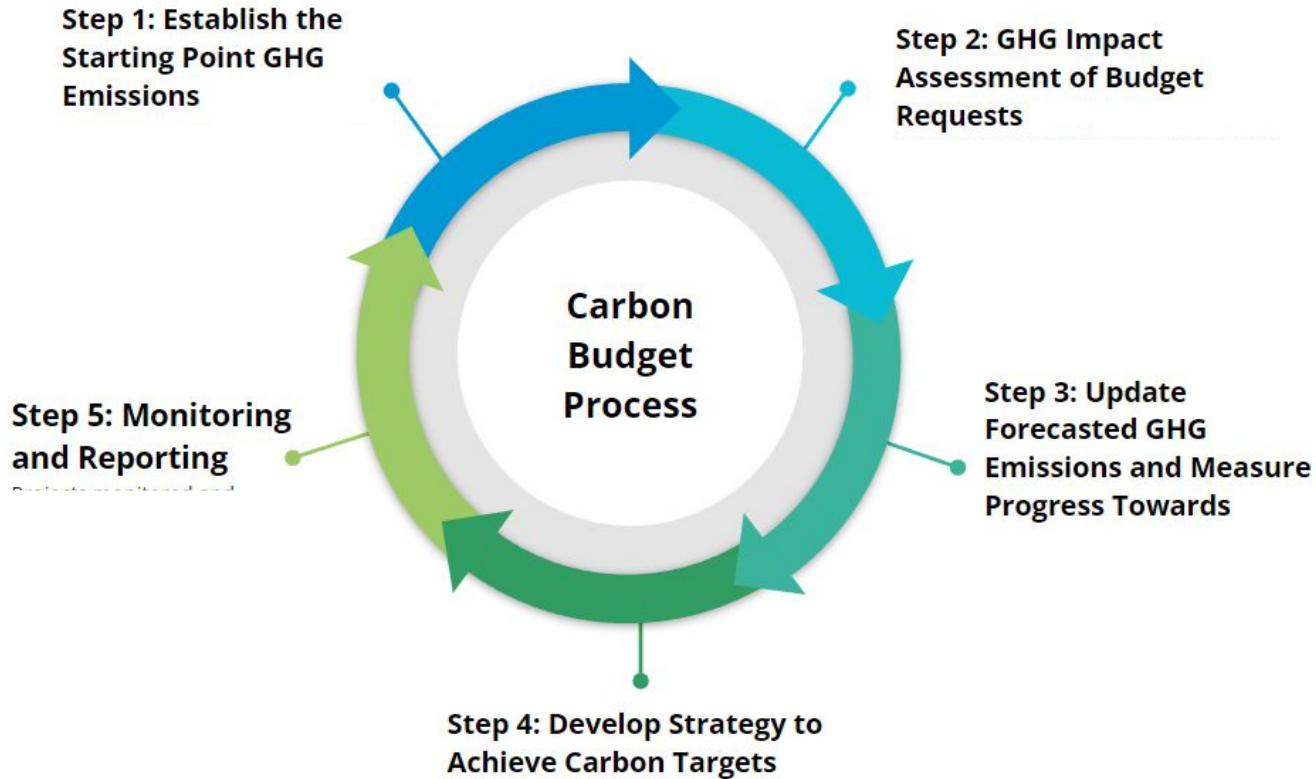 Step 1: Establish the
Starting Point GHG
Emissions
Step 2: GHG Impact
Assessment of Budget
Requests
Carbon
Budget
Process
Step 3: Update
Forecasted GHG
Emissions and Measure
Progress Towards
Step 4: Develop Strategy to
Achieve Carbon Targets
Step 5: Monitoring
and Reporting